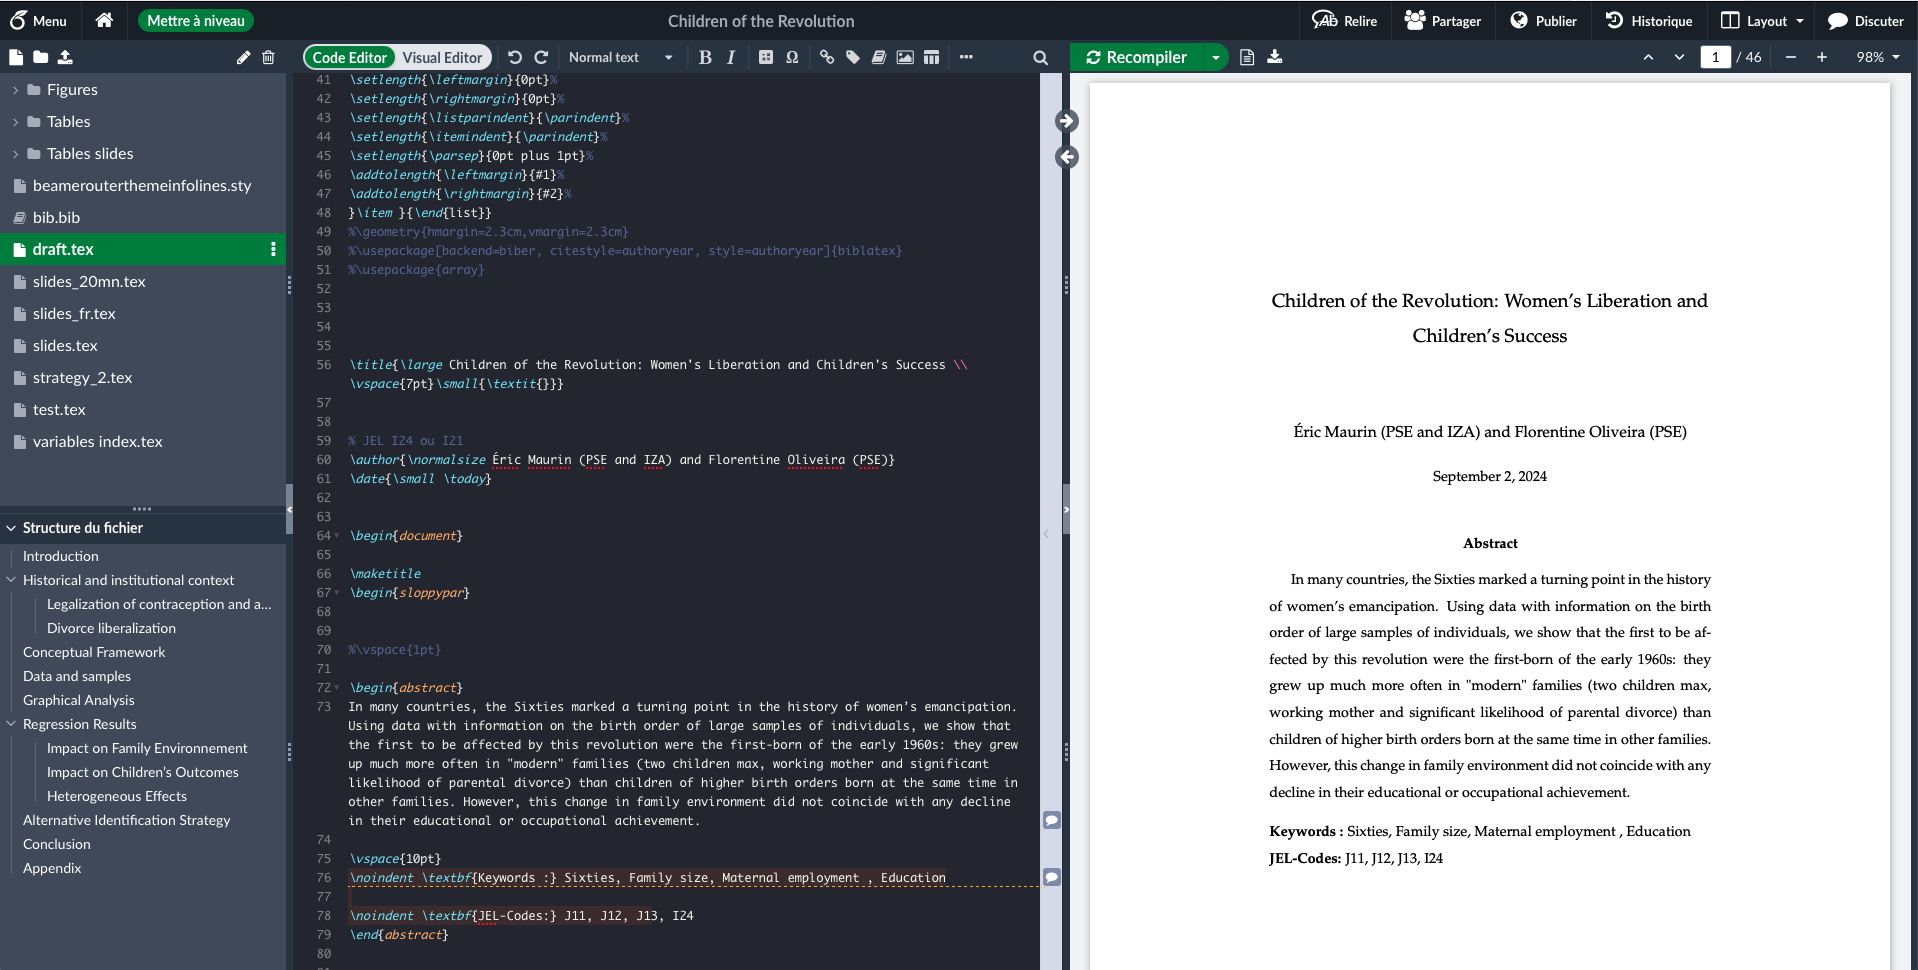 Menu
Mettre à niveau
Children of the Revolution
Relire
Partager
Publier
Historique
Layout
Discuter
Code Editor
Visual Editor
Normal text
B I
Ω
Recompiler
1 / 46
98%
Figures
Tables
Tables slides
beamerouterthemeinfolines.sty
bib.bib
draft.tex
slides_20mn.tex
slides_fr.tex
slides.tex
strategy_2.tex
test.tex
variables index.tex
Structure du fichier
Introduction
Historical and institutional context
Legalization of contraception and a...
Divorce liberalization
Conceptual Framework
Data and samples
Graphical Analysis
Regression Results
Impact on Family Environnement
Impact on Children's Outcomes
Heterogeneous Effects
Alternative Identification Strategy
Conclusion
Appendix
41 \setlength{\leftmargin}{0pt}%
42 \setlength{\rightmargin}{0pt}%
43 \setlength{\listparindent}{\parindent}%
44 \setlength{\itemindent}{\parindent}%
45 \setlength{\parsep}{0pt plus 1pt}%
46 \addtolength{\leftmargin}{#1}%
47 \addtolength{\rightmargin}{#2}%
48 }\item }{\end{list}}
49 %\geometry{hmargin=2.3cm,vmargin=2.3cm}
50 %\usepackage[backend=biber, citestyle=authoryear, style=authoryear]{biblatex}
51 %\usepackage{array}
52
53
54
55
56 \title{\large Children of the Revolution: Women's Liberation and Children's Success \\
\vspace{7pt}\small{\textit{}}}
57
58
59 % JEL I24 ou I21
60 \author{\normalsize Éric Maurin (PSE and IZA) and Florentine Oliveira (PSE)}
61 \date{\small \today}
62
63
64 \begin{document}
65
66 \maketitle
67 \begin{sloppypar}
68
69
70 %\vspace{1pt}
71
72 \begin{abstract}
73 In many countries, the Sixties marked a turning point in the history of women’s emancipation.
Using data with information on the birth order of large samples of individuals, we show that
the first to be affected by this revolution were the first-born of the early 1960s: they grew
up much more often in "modern" families (two children max, working mother and significant
likelihood of parental divorce) than children of higher birth orders born at the same time in
other families. However, this change in family environment did not coincide with any decline
in their educational or occupational achievement.
74
75 \vspace{10pt}
76 \noindent \textbf{Keywords :} Sixties, Family size, Maternal employment , Education
77
78 \noindent \textbf{JEL-Codes:} J11, J12, J13, I24
79 \end{abstract}
80
Children of the Revolution: Women’s Liberation and
Children’s Success
Éric Maurin (PSE and IZA) and Florentine Oliveira (PSE)
September 2, 2024
Abstract
In many countries, the Sixties marked a turning point in the history
of women’s emancipation. Using data with information on the birth
order of large samples of individuals, we show that the first to be af-
fected by this revolution were the first-born of the early 1960s: they
grew up much more often in "modern" families (two children max,
working mother and significant likelihood of parental divorce) than
children of higher birth orders born at the same time in other families.
However, this change in family environment did not coincide with any
decline in their educational or occupational achievement.
Keywords : Sixties, Family size, Maternal employment , Education
JEL-Codes: J11, J12, J13, I24